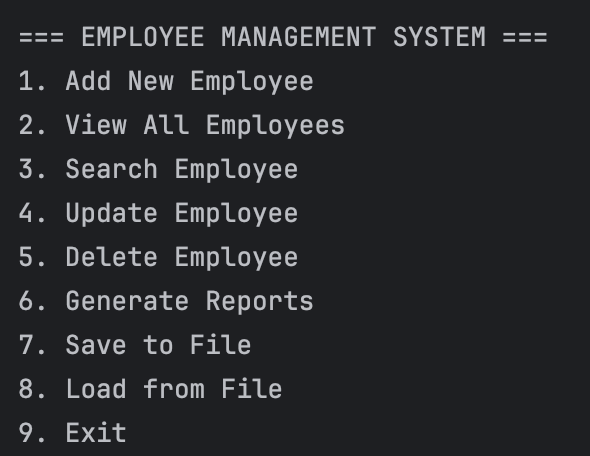 === EMPLOYEE MANAGEMENT SYSTEM ===
1. Add New Employee
2. View All Employees
3. Search Employee
4. Update Employee
5. Delete Employee
6. Generate Reports
7. Save to File
8. Load from File
9. Exit